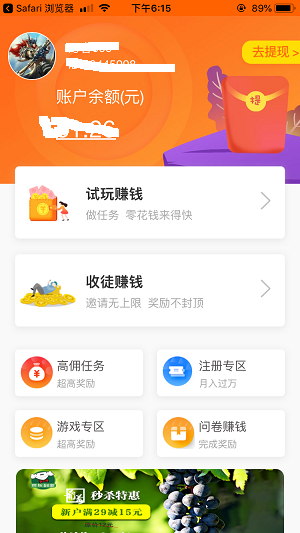 Safari 浏览器
下午6:15
89%
去提现 >
账户余额(元)
提
试玩赚钱
做任务 零花钱来得快
收徒赚钱
邀请无上限 奖励不封顶
高佣任务
超高奖励
注册专区
月入过万
游戏专区
超高奖励
问卷赚钱
完成奖励
秒杀特惠
新户满29减15元